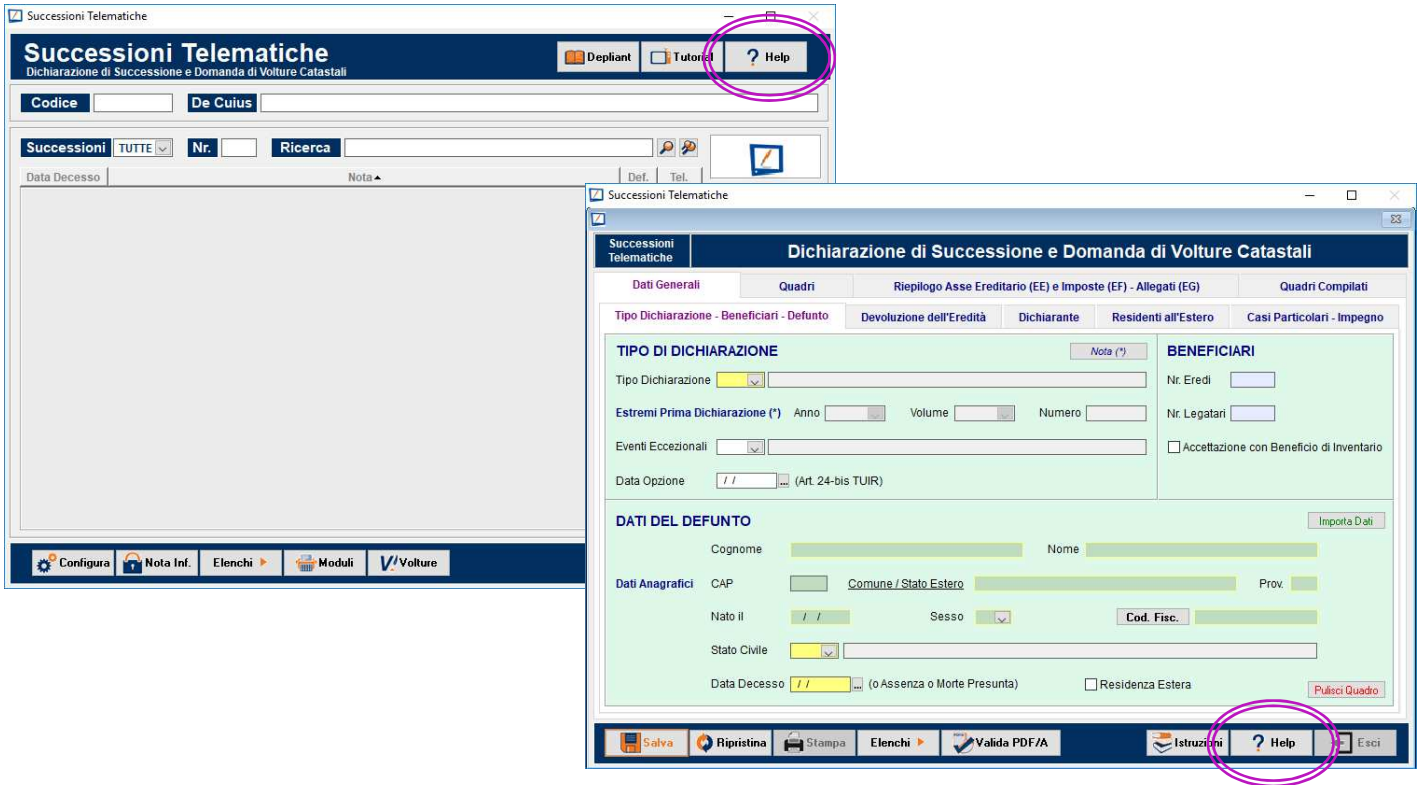 Successioni Telematiche
Successioni Telematiche
Dichiarazione di Successione e Domanda di Volture Catastali
Depliant Tutorial ? Help
Codice De Cuius
Successioni TUTTE Nr. Ricerca
Data Decesso Nota Def. Tel.
Configura Nota Inf. Elenchi Moduli Volture
Successioni Telematiche
Successioni
Telematiche
Dichiarazione di Successione e Domanda di Volture Catastali
Dati Generali Quadri Riepilogo Asse Ereditario (EE) e Imposte (EF) - Allegati (EG) Quadri Compilati
Tipo Dichiarazione - Beneficiari - Defunto Devoluzione dell'Eredità Dichiarante Residenti all'Estero Casi Particolari - Impegno
TIPO DI DICHIARAZIONE Nota (*) BENEFICIARI
Tipo Dichiarazione Nr. Eredi
Estremi Prima Dichiarazione (*) Anno Volume Numero Nr. Legatari
Eventi Eccezionali Accettazione con Beneficio di Inventario
Data Opzione / / ... (Art. 24-bis TUIR)
DATI DEL DEFUNTO Importa Dati
Cognome Nome
Dati Anagrafici CAP Comune / Stato Estero Prov.
Nato il / / Sesso Cod. Fisc.
Stato Civile
Data Decesso / / ... (o Assenza o Morte Presunta) Residenza Estera Pulisci Quadro
Salva Ripristina Stampa Elenchi Valida PDF/A Istruzioni ? Help Esci